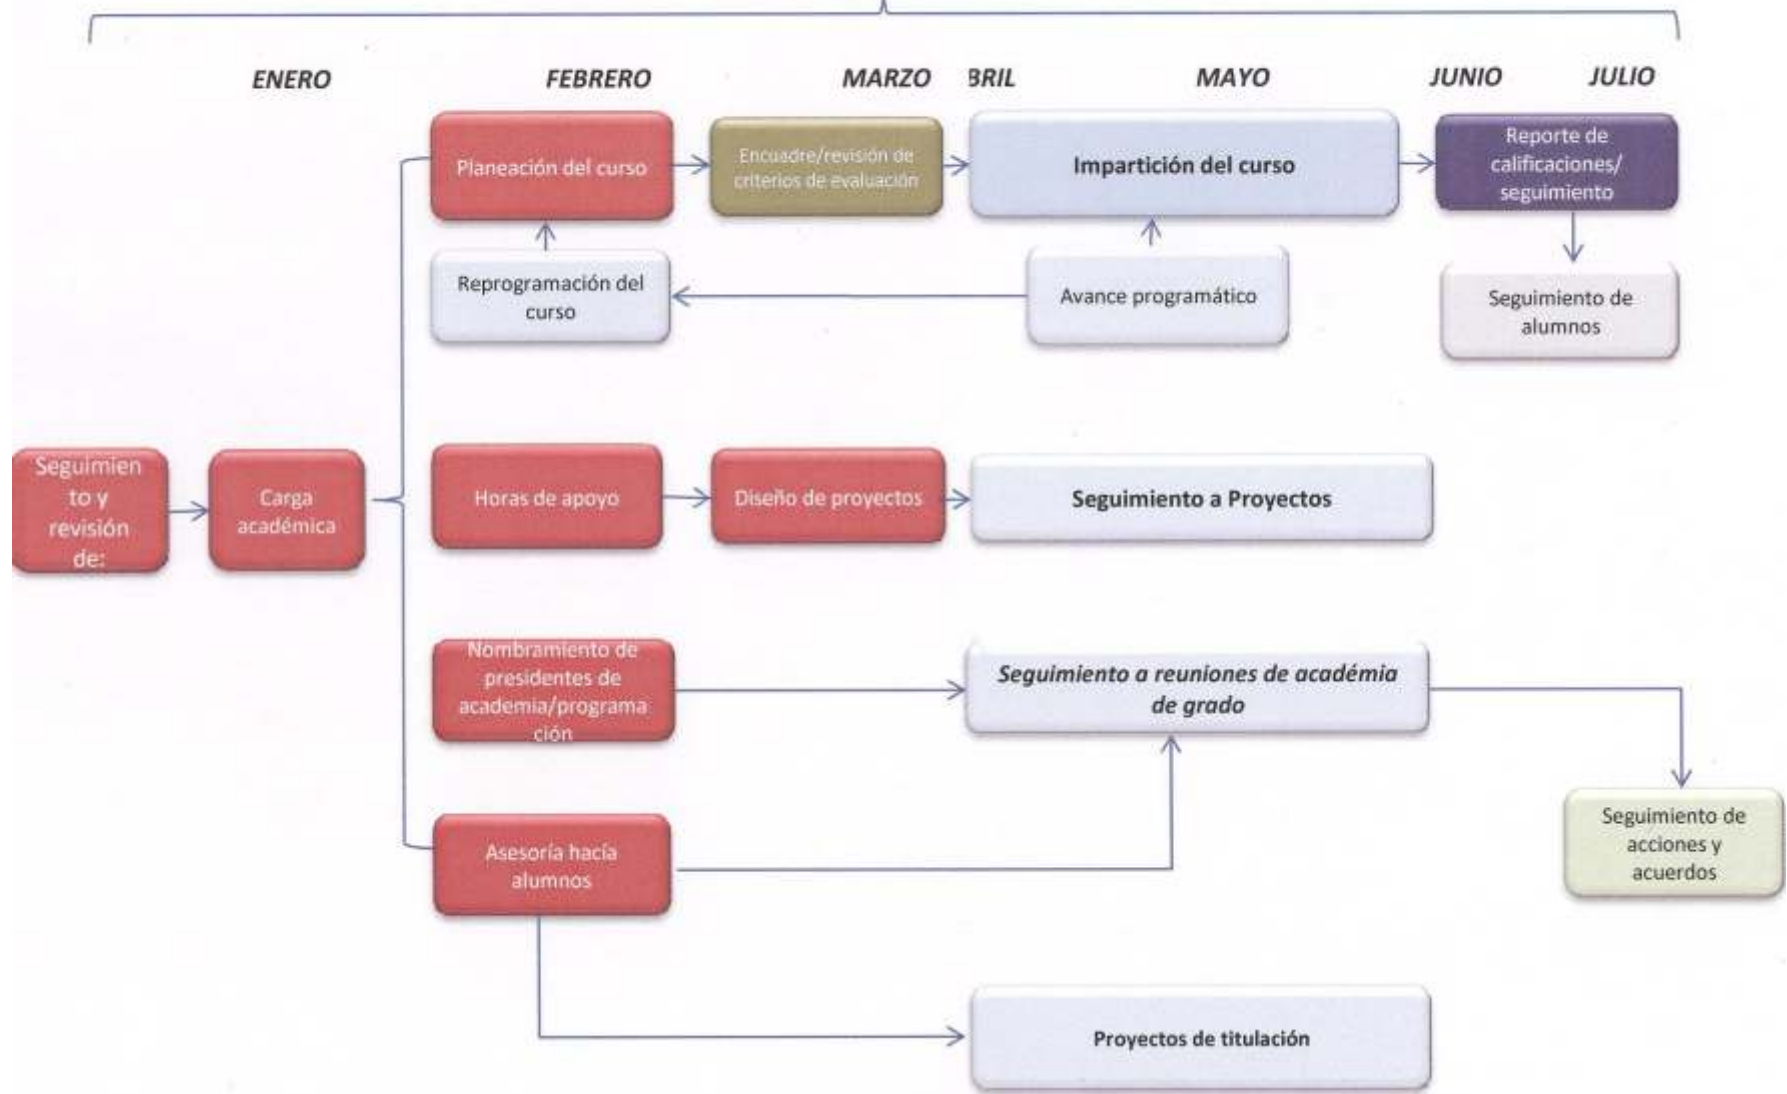 ENERO FEBRERO MARZO BRIL MAYO JUNIO JULIO
Planeación del curso
Encuadre/revisión de
criterios de evaluación
Impartición del curso
Reporte de
calificaciones/
seguimiento
Reprogramación del
curso
Avance programático
Seguimiento de
alumnos
Seguimien
to y
revisión
de:
Carga
académica
Horas de apoyo
Diseño de proyectos
Seguimiento a Proyectos
Nombramiento de
presidentes de
academia/programa
ción
Seguimiento a reuniones de académia
de grado
Asesoría hacía
alumnos
Seguimiento de
acciones y
acuerdos
Proyectos de titulación